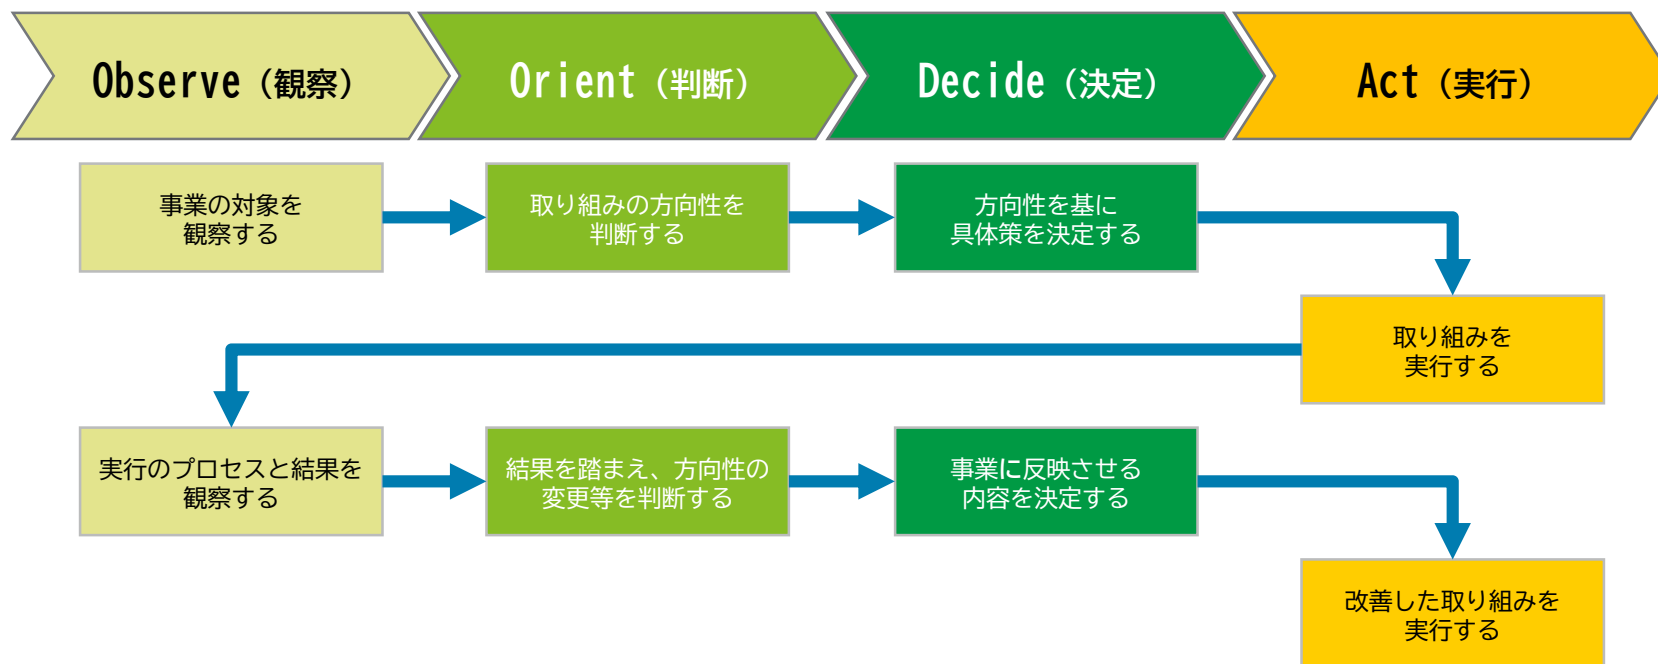 Observe（観察）
Orient（判断）
Decide（決定）
Act（実行）
事業の対象を
観察する
取り組みの方向性を
判断する
方向性を基に
具体策を決定する
取り組みを
実行する
実行のプロセスと結果を
観察する
結果を踏まえ、方向性の
変更等を判断する
事業に反映させる
内容を決定する
改善した取り組みを
実行する